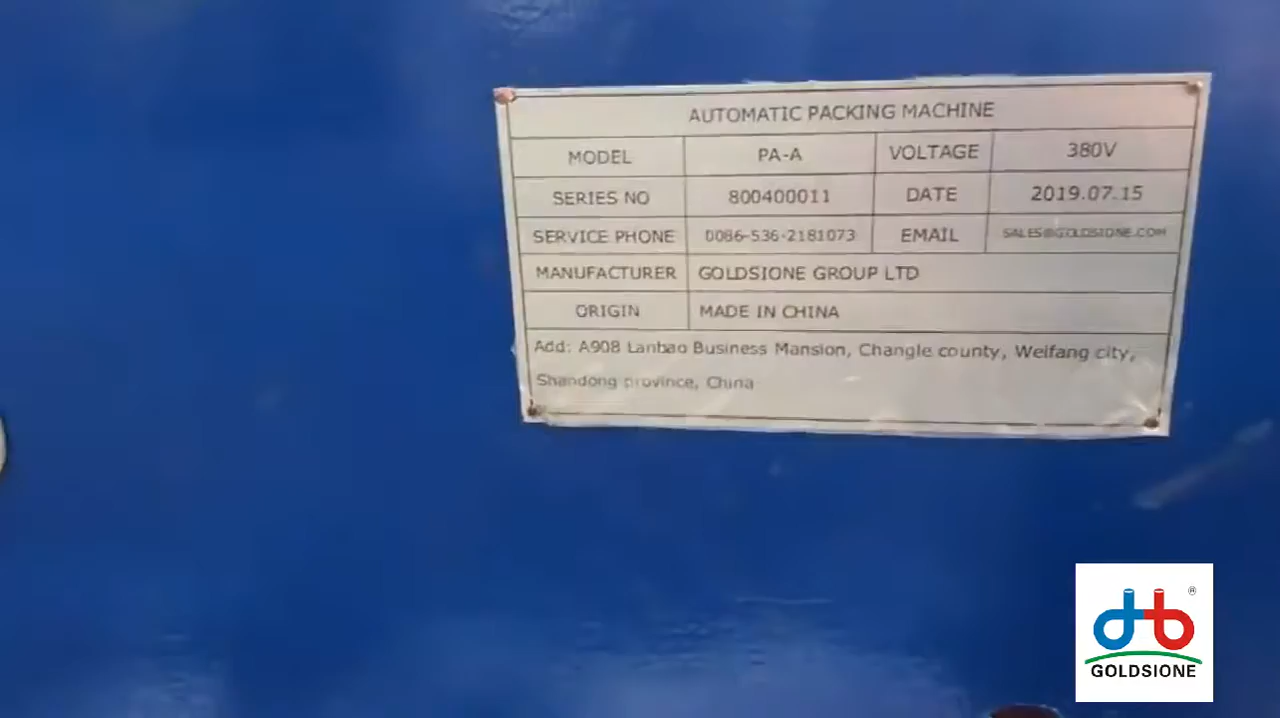 AUTOMATIC PACKING MACHINE
MODEL PA-A VOLTAGE 380V
SERIES NO 800400011 DATE 2019.07.15
SERVICE PHONE 0086-536-2181073 EMAIL SALES@GOLDSIONE.COM
MANUFACTURER GOLDSIONE GROUP LTD
ORIGIN MADE IN CHINA
Add: A908 Lanbao Business Mansion, Changle county, Weifang city,
Shandong province, China
®
GOLDSIONE